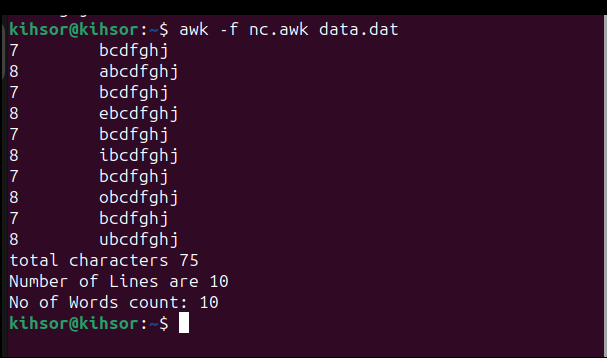 kihsor@kihsor:~$ awk -f nc.awk data.dat
7 bcdfghj
8 abcdfghj
7 bcdfghj
8 ebcdfghj
7 bcdfghj
8 ibcdfghj
7 bcdfghj
8 obcdfghj
7 bcdfghj
8 ubcdfghj
total characters 75
Number of Lines are 10
No of Words count: 10
kihsor@kihsor:~$